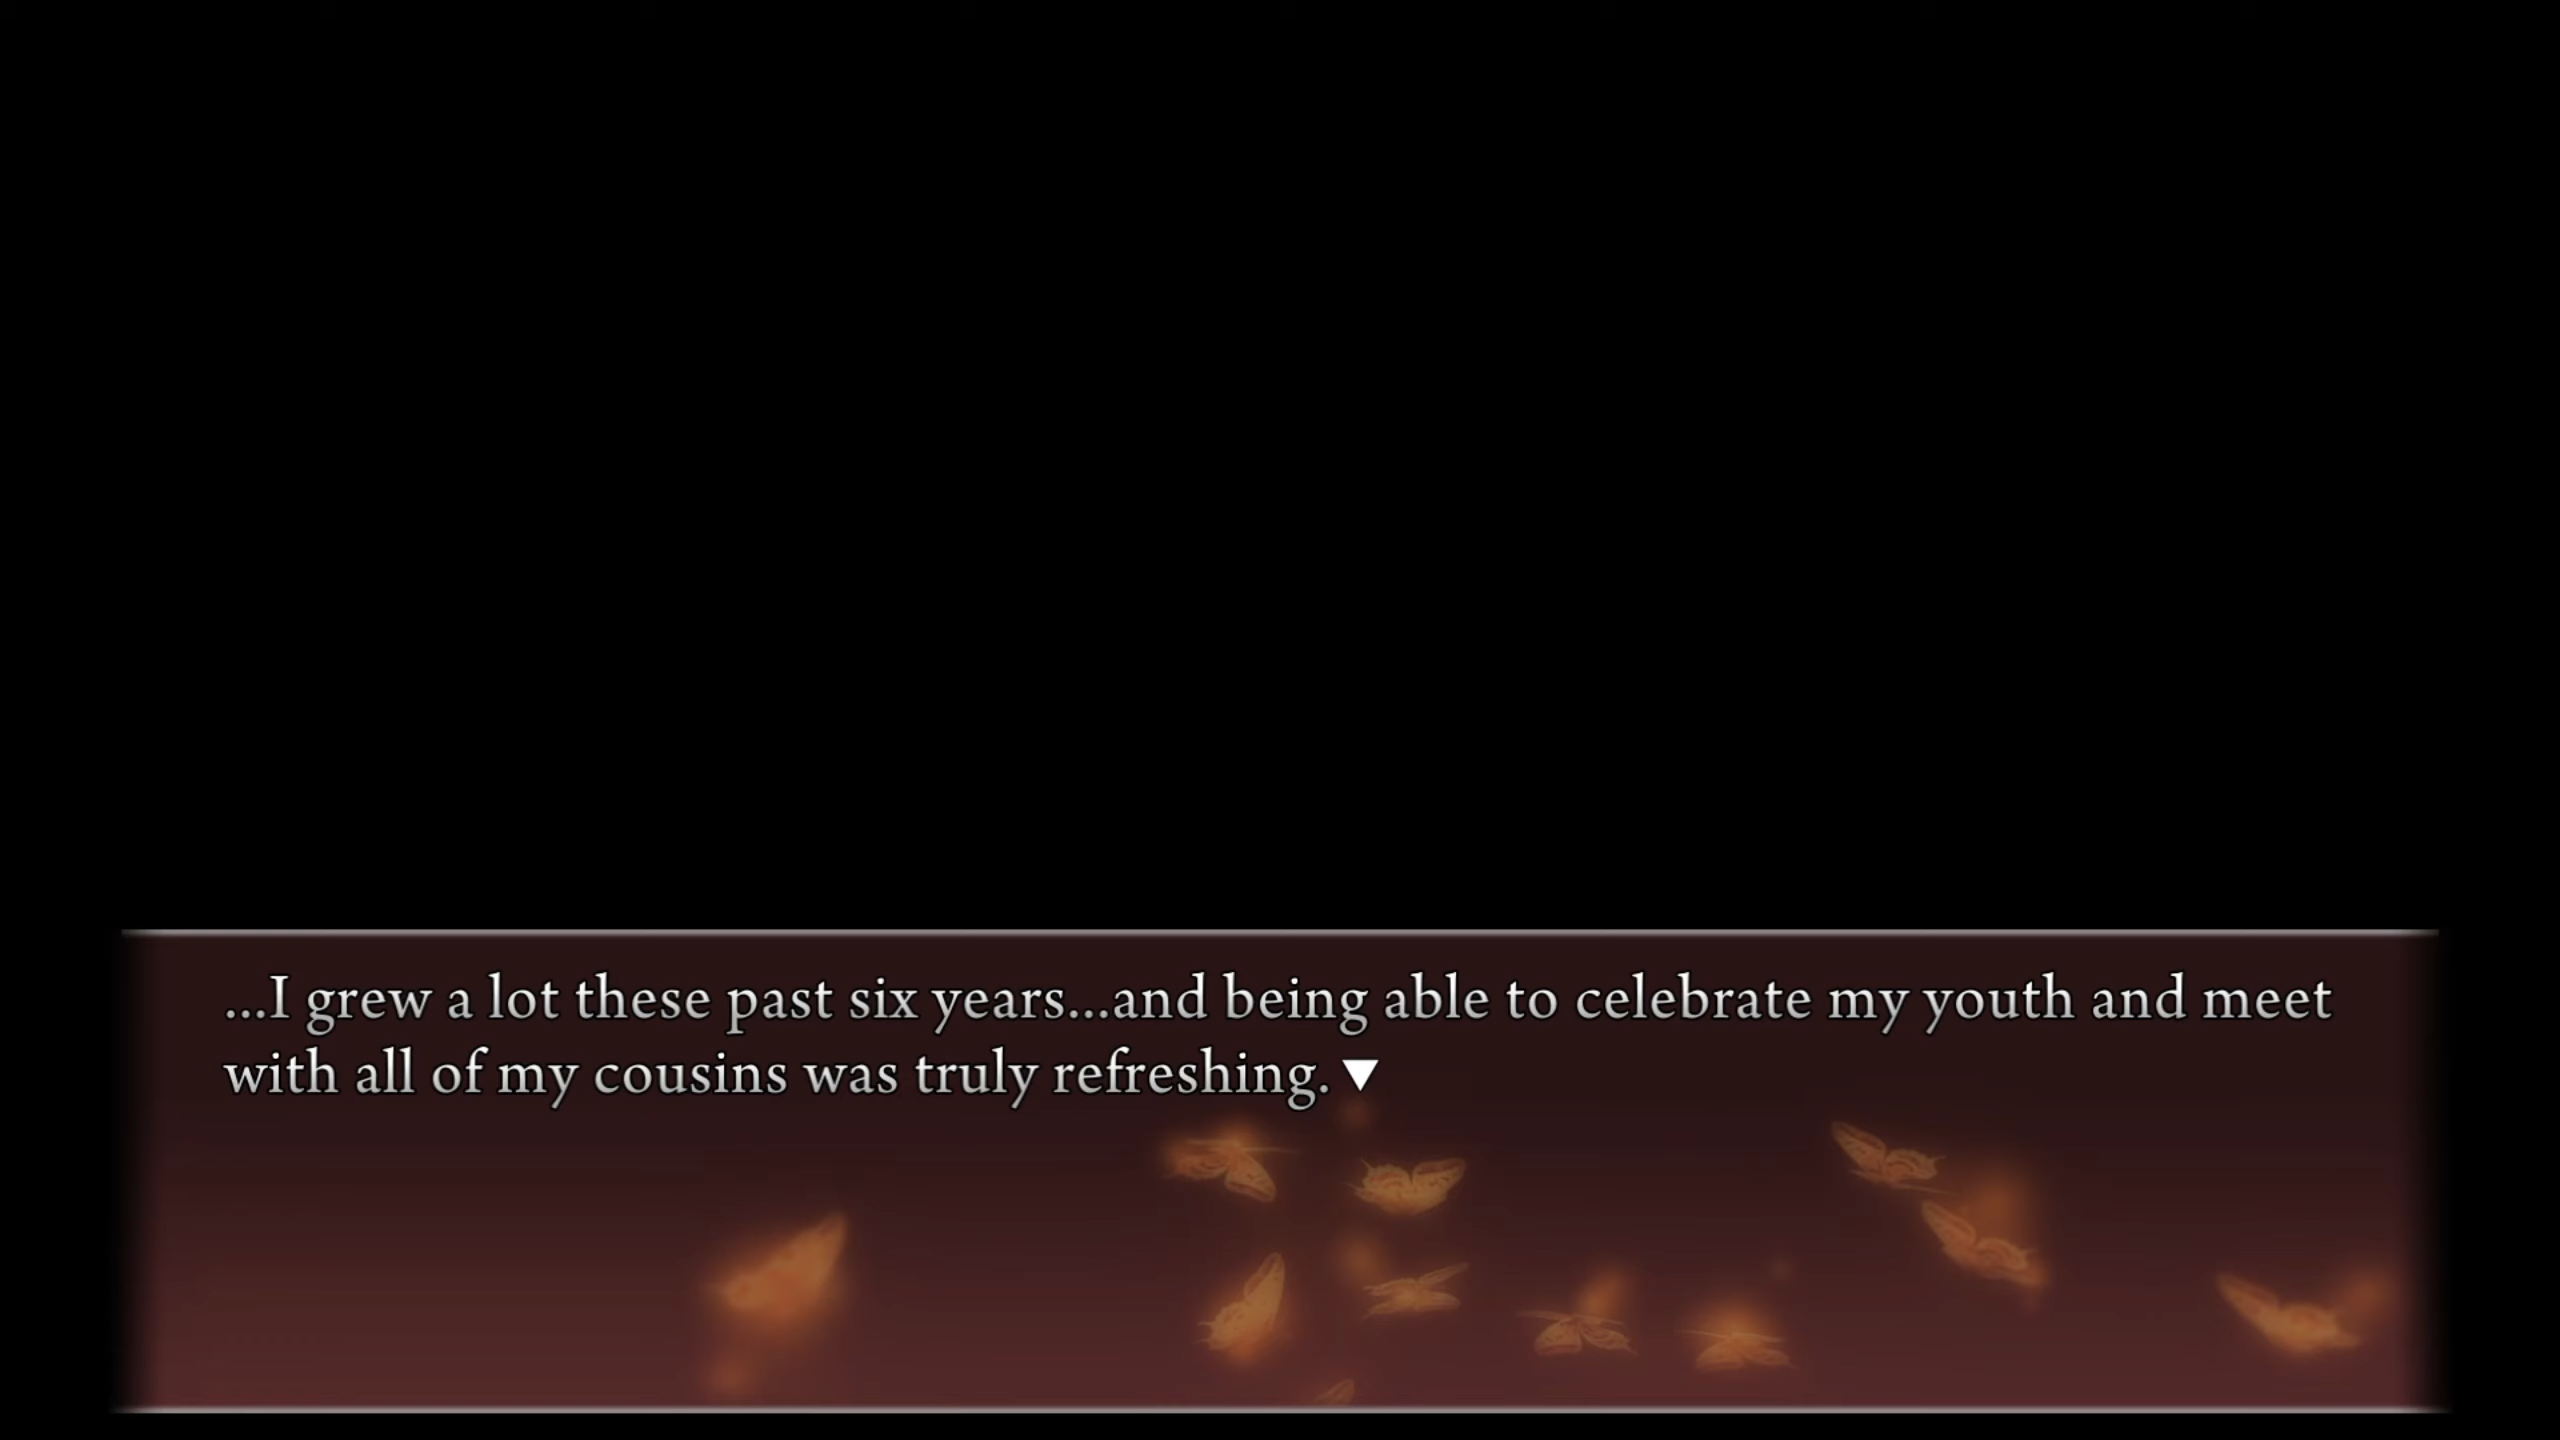 ...I grew a lot these past six years...and being able to celebrate my youth and meet
with all of my cousins was truly refreshing. ▼